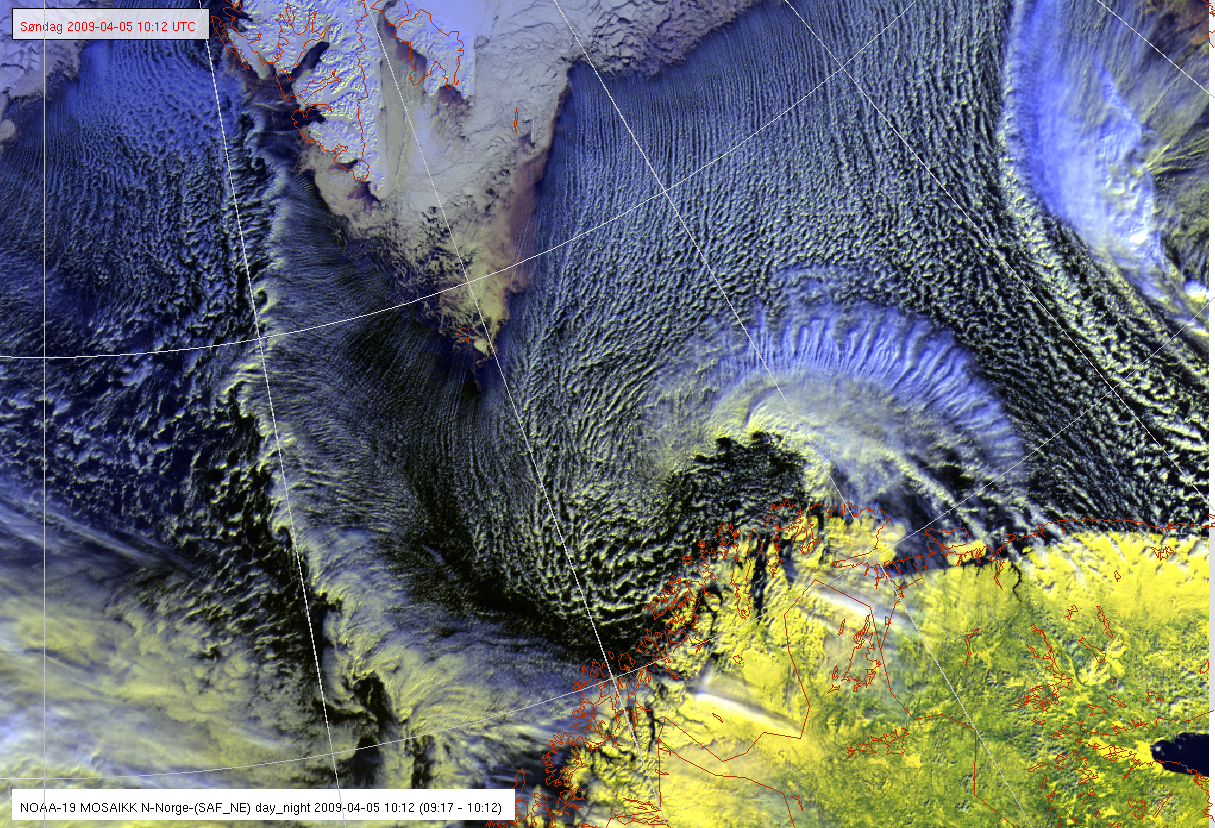 Søndag 2009-04-05 10:12 UTC
NOAA-19 MOSAIKK N-Norge-(SAF_NE) day_night 2009-04-05 10:12 (09:17 - 10:12)